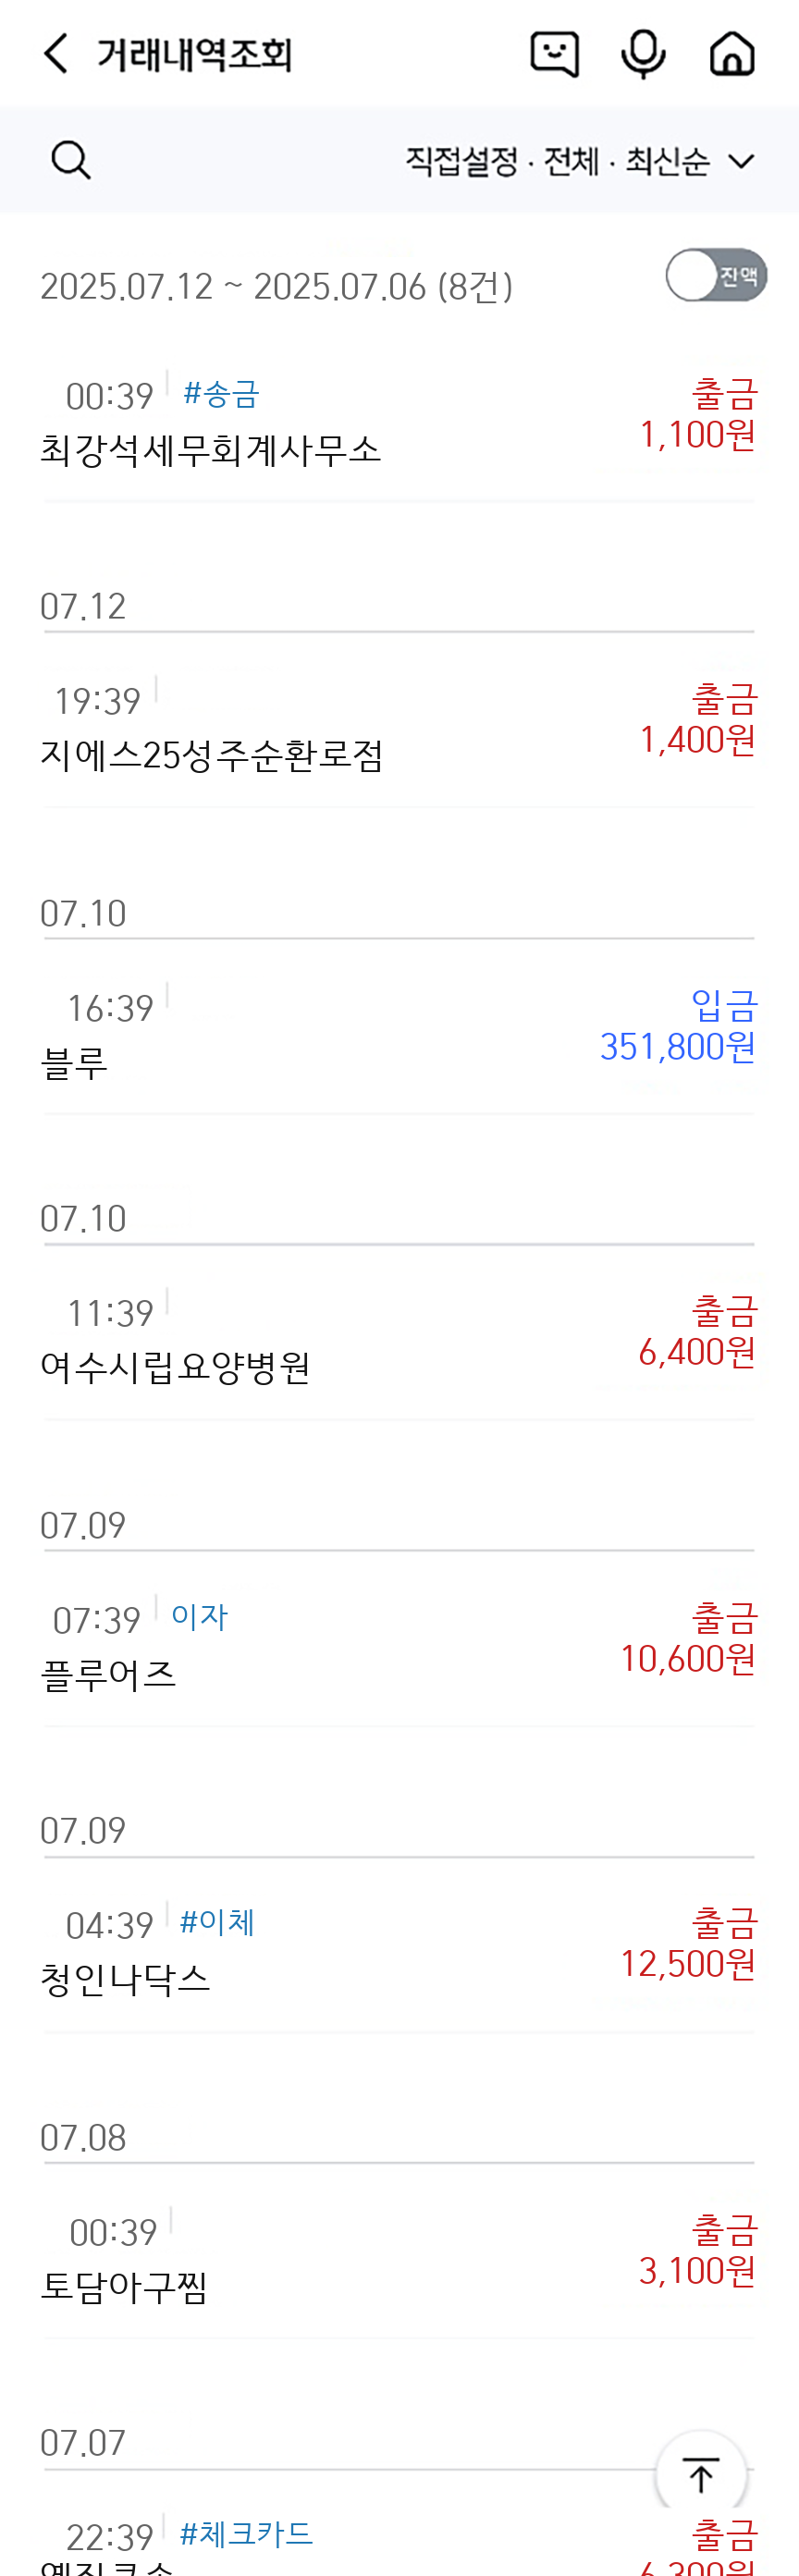 거래내역조회
직접설정 · 전체 · 최신순
2025.07.12 ~ 2025.07.06 (8건)
잔액
00:39 #송금
출금
최강석세무회계사무소
1,100원
07.12
19:39
출금
지에스25성주순환로점
1,400원
07.10
16:39
입금
블루
351,800원
07.10
11:39
출금
여수시립요양병원
6,400원
07.09
07:39 이자
출금
플루어즈
10,600원
07.09
04:39 #이체
출금
청인나닥스
12,500원
07.08
00:39
출금
토담아구찜
3,100원
07.07
22:39 #체크카드
출금
6,300원